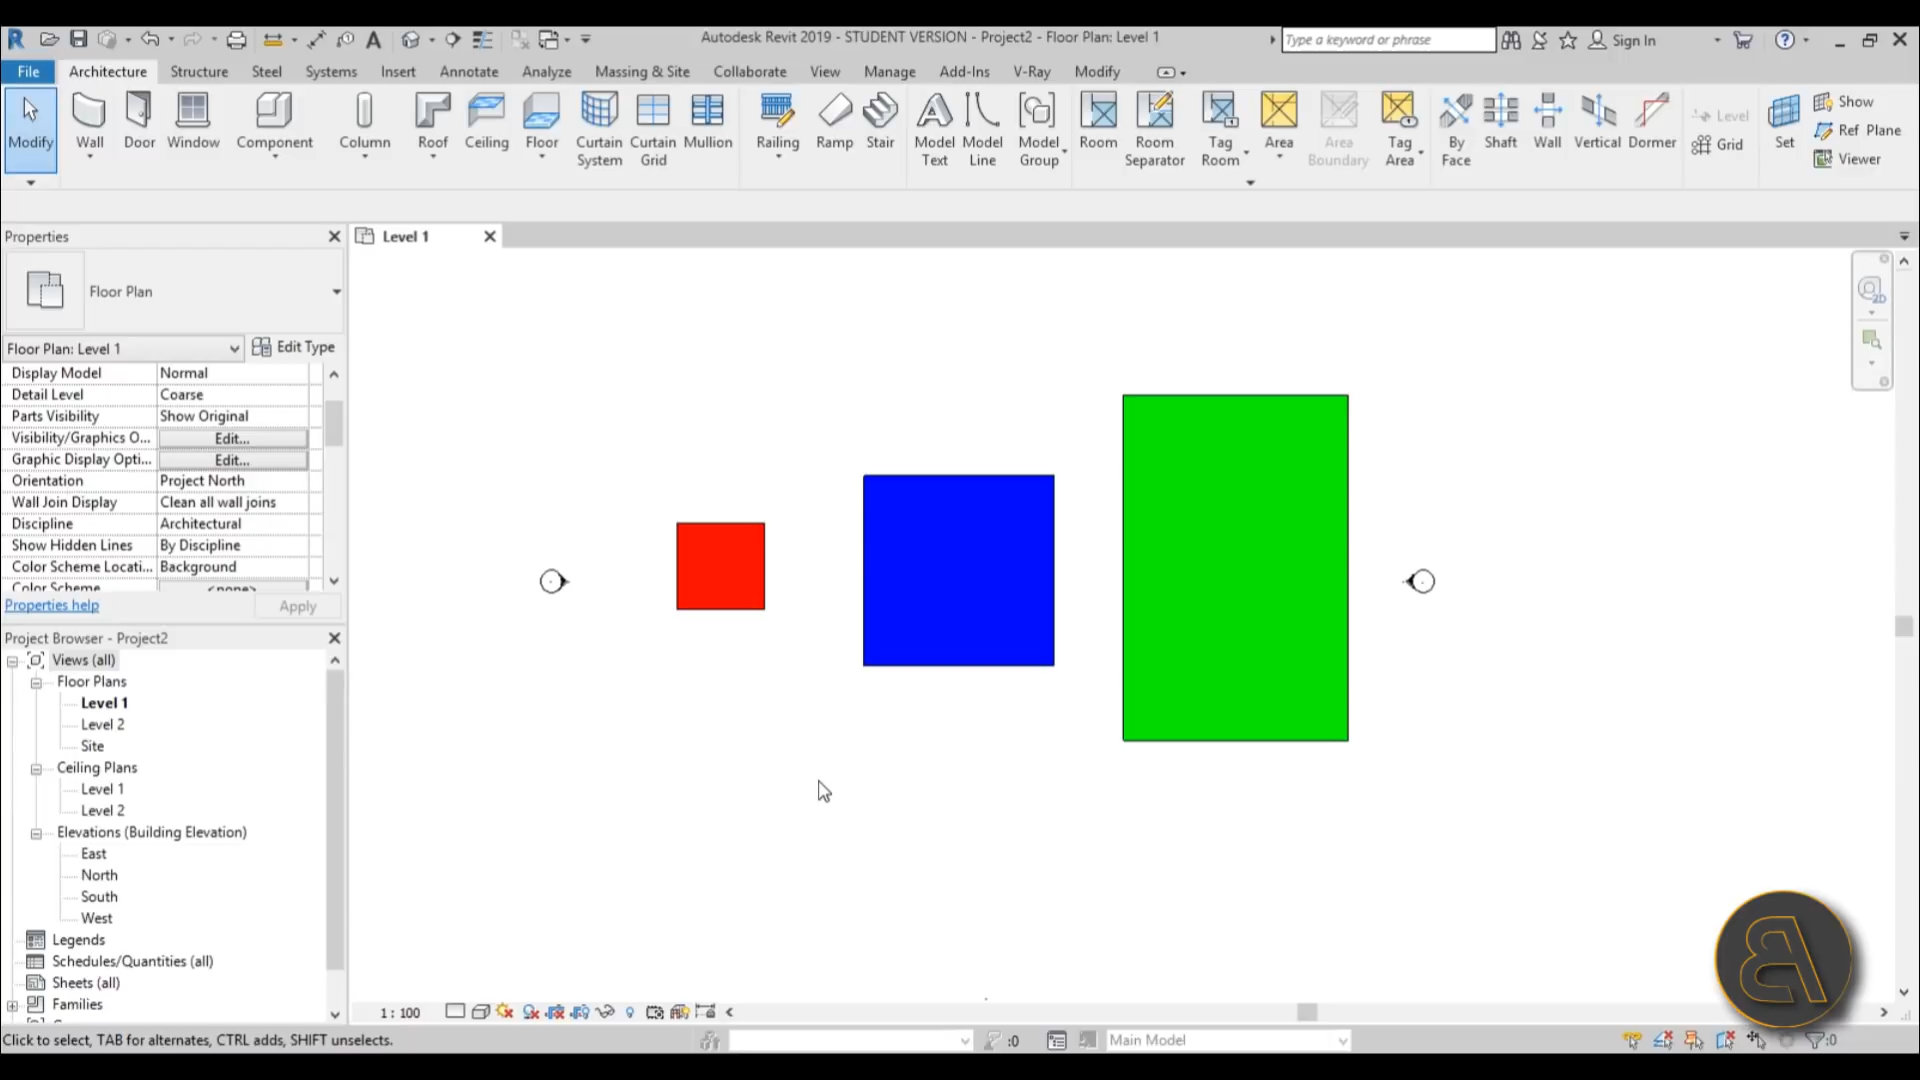 Autodesk Revit 2019 - STUDENT VERSION - Project2 - Floor Plan: Level 1
Type a keyword or phrase
Sign In
File Architecture Structure Steel Systems Insert Annotate Analyze Massing & Site Collaborate View Manage Add-Ins V-Ray Modify
Modify
Wall
Door
Window
Component
Column
Roof
Ceiling
Floor
Curtain System
Curtain Grid
Mullion
Railing
Ramp
Stair
Model Text
Model Line
Model Group
Room
Room Separator
Tag Room
Area
Area Boundary
Tag Area
By Face
Shaft
Wall
Vertical
Dormer
Level
Grid
Set
Show
Ref Plane
Viewer
Properties
Level 1
Floor Plan
Floor Plan: Level 1
Edit Type
Display Model Normal
Detail Level Coarse
Parts Visibility Show Original
Visibility/Graphics O... Edit...
Graphic Display Opti... Edit...
Orientation Project North
Wall Join Display Clean all wall joins
Discipline Architectural
Show Hidden Lines By Discipline
Color Scheme Locati... Background
Color Scheme <none>
Properties help
Apply
Project Browser - Project2
Views (all)
Floor Plans
Level 1
Level 2
Site
Ceiling Plans
Level 1
Level 2
Elevations (Building Elevation)
East
North
South
West
Legends
Schedules/Quantities (all)
Sheets (all)
Families
1 : 100
Click to select, TAB for alternates, CTRL adds, SHIFT unselects.
:0
Main Model
:0
2D